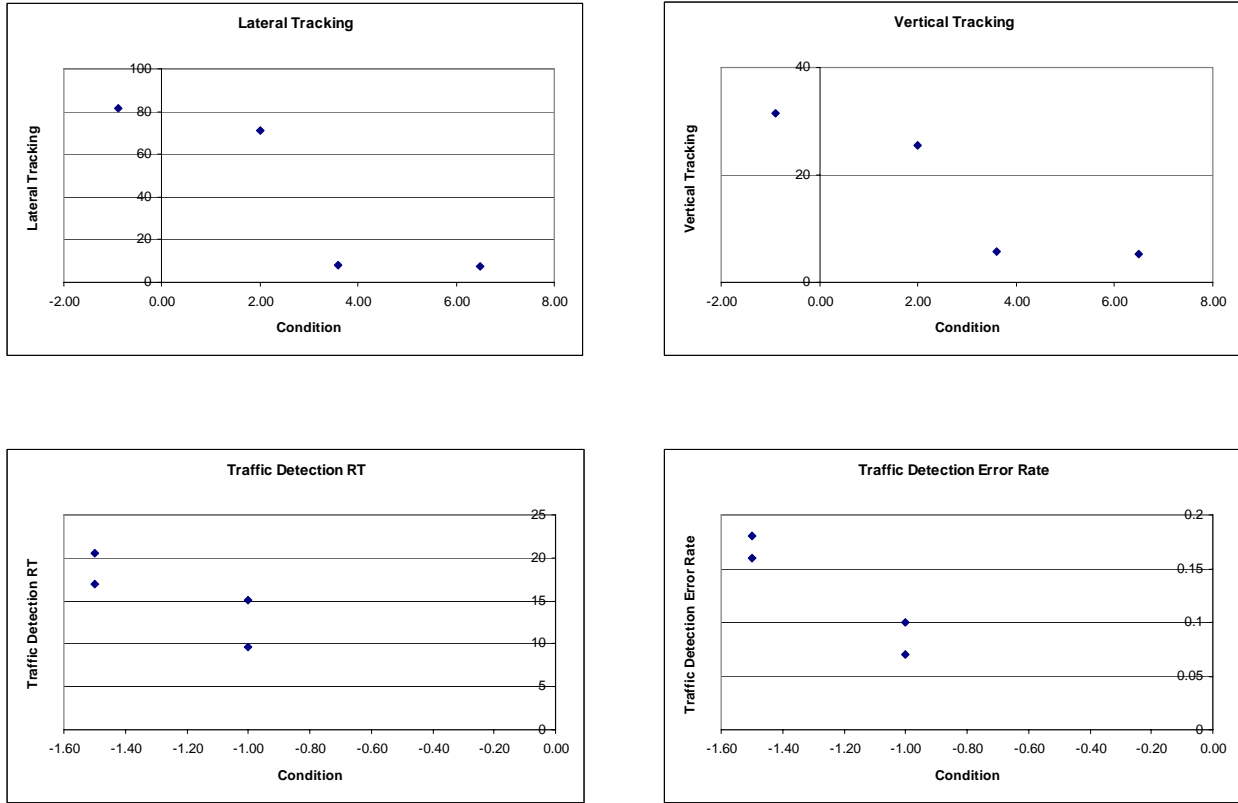 Lateral Tracking
100
80
60
40
20
0
-2.00 0.00 2.00 4.00 6.00 8.00
Condition
Lateral Tracking
Vertical Tracking
40
20
0
-2.00 0.00 2.00 4.00 6.00 8.00
Condition
Vertical Tracking
Traffic Detection RT
25
20
15
10
5
0
-1.60 -1.40 -1.20 -1.00 -0.80 -0.60 -0.40 -0.20 0.00
Condition
Traffic Detection RT
Traffic Detection Error Rate
0.2
0.15
0.1
0.05
0
-1.60 -1.40 -1.20 -1.00 -0.80 -0.60 -0.40 -0.20 0.00
Condition
Traffic Detection Error Rate